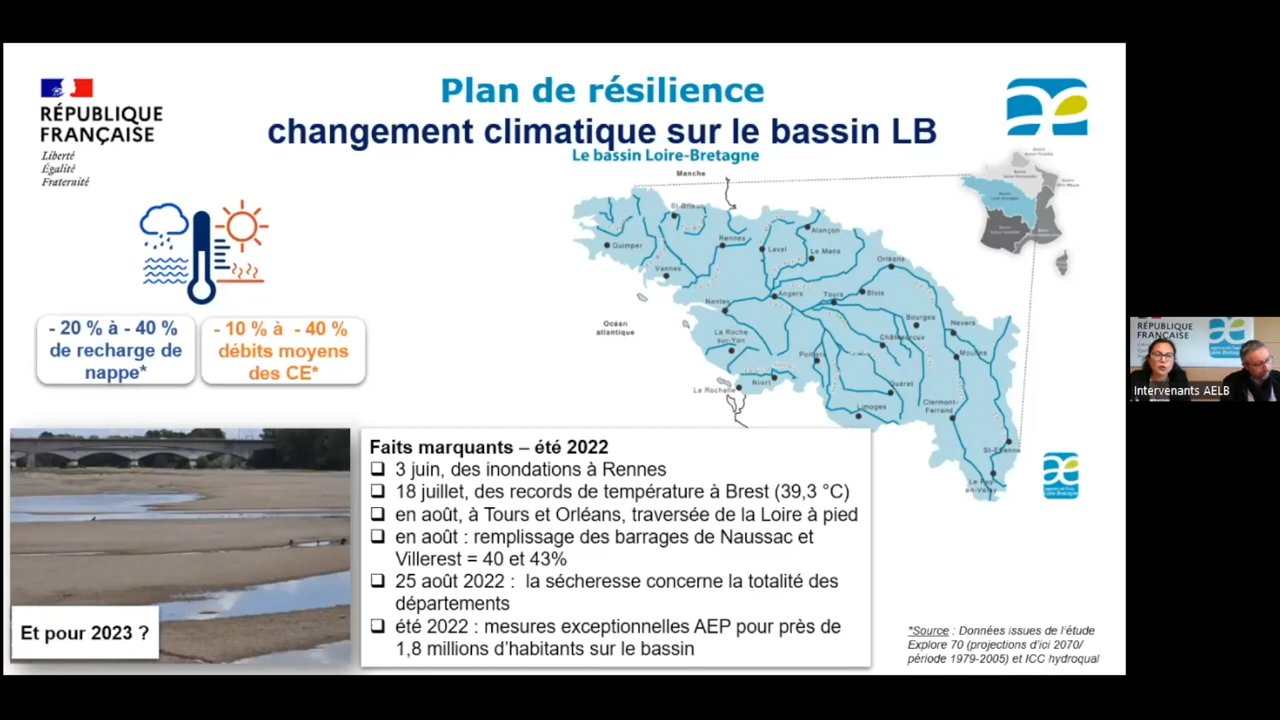 Plan de résilience
changement climatique sur le bassin LB
RÉPUBLIQUE
FRANÇAISE
Liberté
Égalité
Fraternité
Le bassin Loire-Bretagne
Manche
St-Brieuc
Quimper
Rennes
Vannes
Laval
Alençon
Le Mans
Orléans
Nantes
Angers
Tours
Blois
Océan
atlantique
La Roche
sur-Yon
Bourges
Nevers
Poitiers
Châteauroux
Moulins
La Rochelle
Niort
Guéret
Limoges
Clermont-
Ferrand
St-Etienne
Le Puy
en-Velay
- 20 % à - 40 %
de recharge de
nappe*
- 10 % à - 40 %
débits moyens
des CE*
Faits marquants – été 2022
3 juin, des inondations à Rennes
18 juillet, des records de température à Brest (39,3 °C)
en août, à Tours et Orléans, traversée de la Loire à pied
en août : remplissage des barrages de Naussac et
Villerest = 40 et 43%
25 août 2022 : la sécheresse concerne la totalité des
départements
été 2022 : mesures exceptionnelles AEP pour près de
1,8 millions d'habitants sur le bassin
Et pour 2023 ?
*Source : Données issues de l'étude
Explore 70 (projections d'ici 2070/
période 1979-2005) et ICC hydroqual
RÉPUBLIQUE
FRANÇAISE
Intervenants AELB